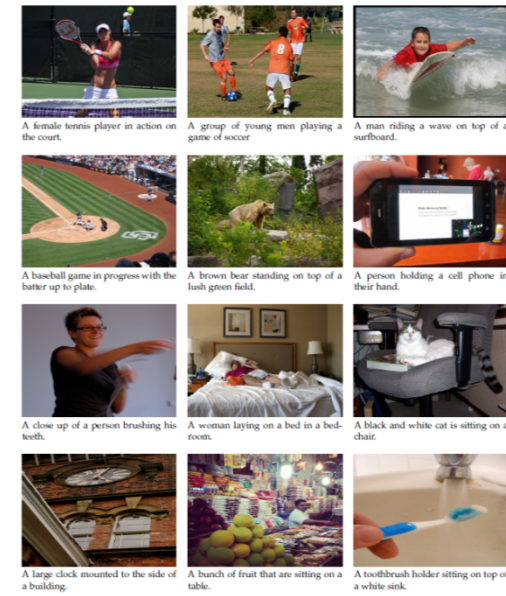 A female tennis player in action on
the court.
A group of young men playing a
game of soccer
A man riding a wave on top of a
surfboard.
8
A baseball game in progress with the
batter up to plate.
A brown bear standing on top of a
lush green field.
A person holding a cell phone in
their hand.
A close up of a person brushing his
teeth.
A woman laying on a bed in a bed-
room.
A black and white cat is sitting on a
chair.
A large clock mounted to the side of
a building.
A bunch of fruit that are sitting on a
table.
A toothbrush holder sitting on top of
a white sink.